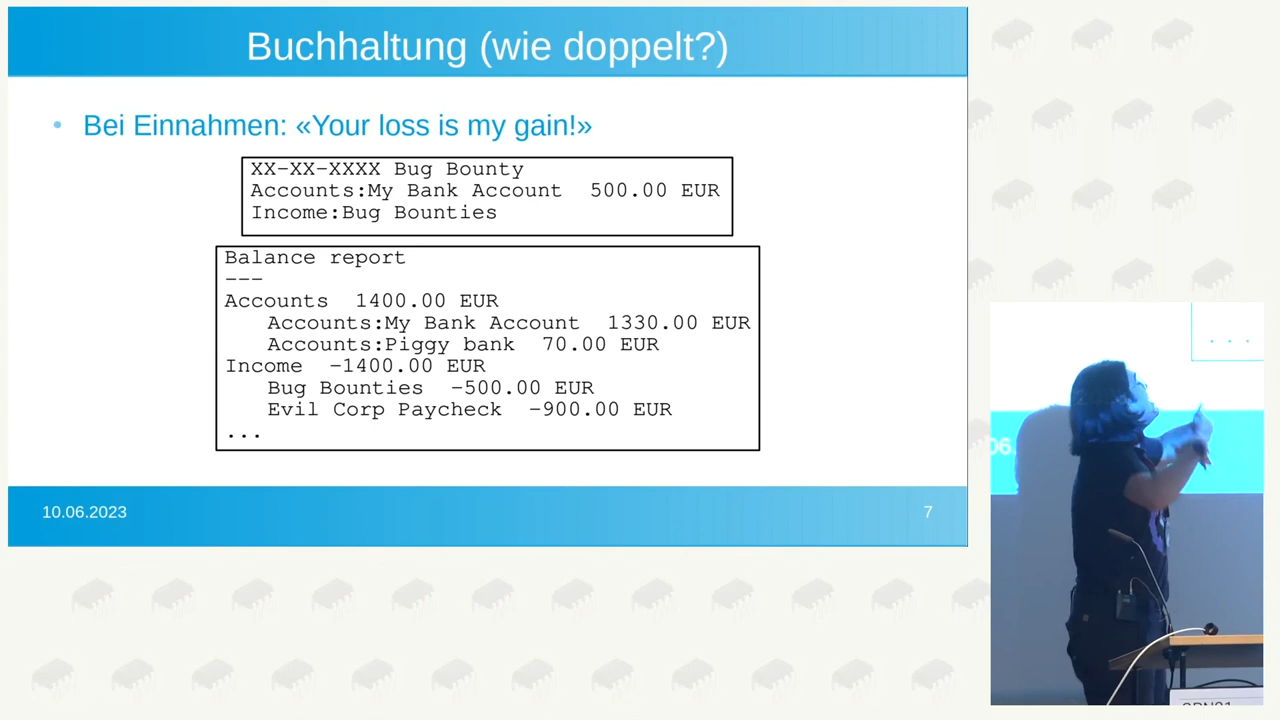 Buchhaltung (wie doppelt?)
• Bei Einnahmen: «Your loss is my gain!»
XX-XX-XXXX Bug Bounty
Accounts:My Bank Account 500.00 EUR
Income:Bug Bounties
Balance report
---
Accounts 1400.00 EUR
Accounts:My Bank Account 1330.00 EUR
Accounts:Piggy bank 70.00 EUR
Income -1400.00 EUR
Bug Bounties -500.00 EUR
Evil Corp Paycheck -900.00 EUR
...
10.06.2023
7
...
06.